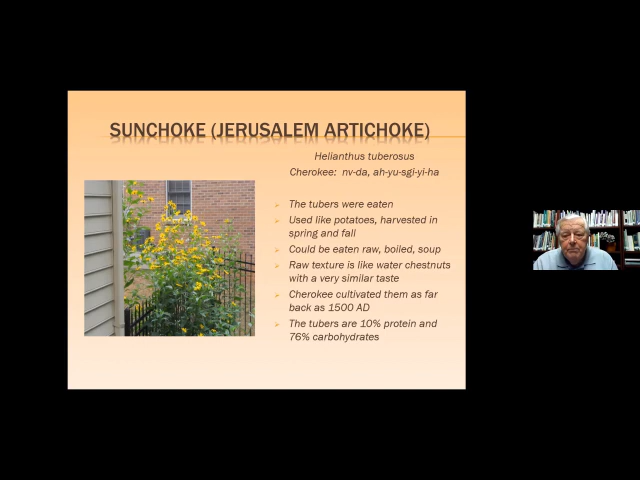 SUNCHOKE (JERUSALEM ARTICHOKE)
Helianthus tuberosus
Cherokee: nv-da, ah-yu-sgi-yi-ha
The tubers were eaten
Used like potatoes, harvested in
spring and fall
Could be eaten raw, boiled, soup
Raw texture is like water chestnuts
with a very similar taste
Cherokee cultivated them as far
back as 1500 AD
The tubers are 10% protein and
76% carbohydrates